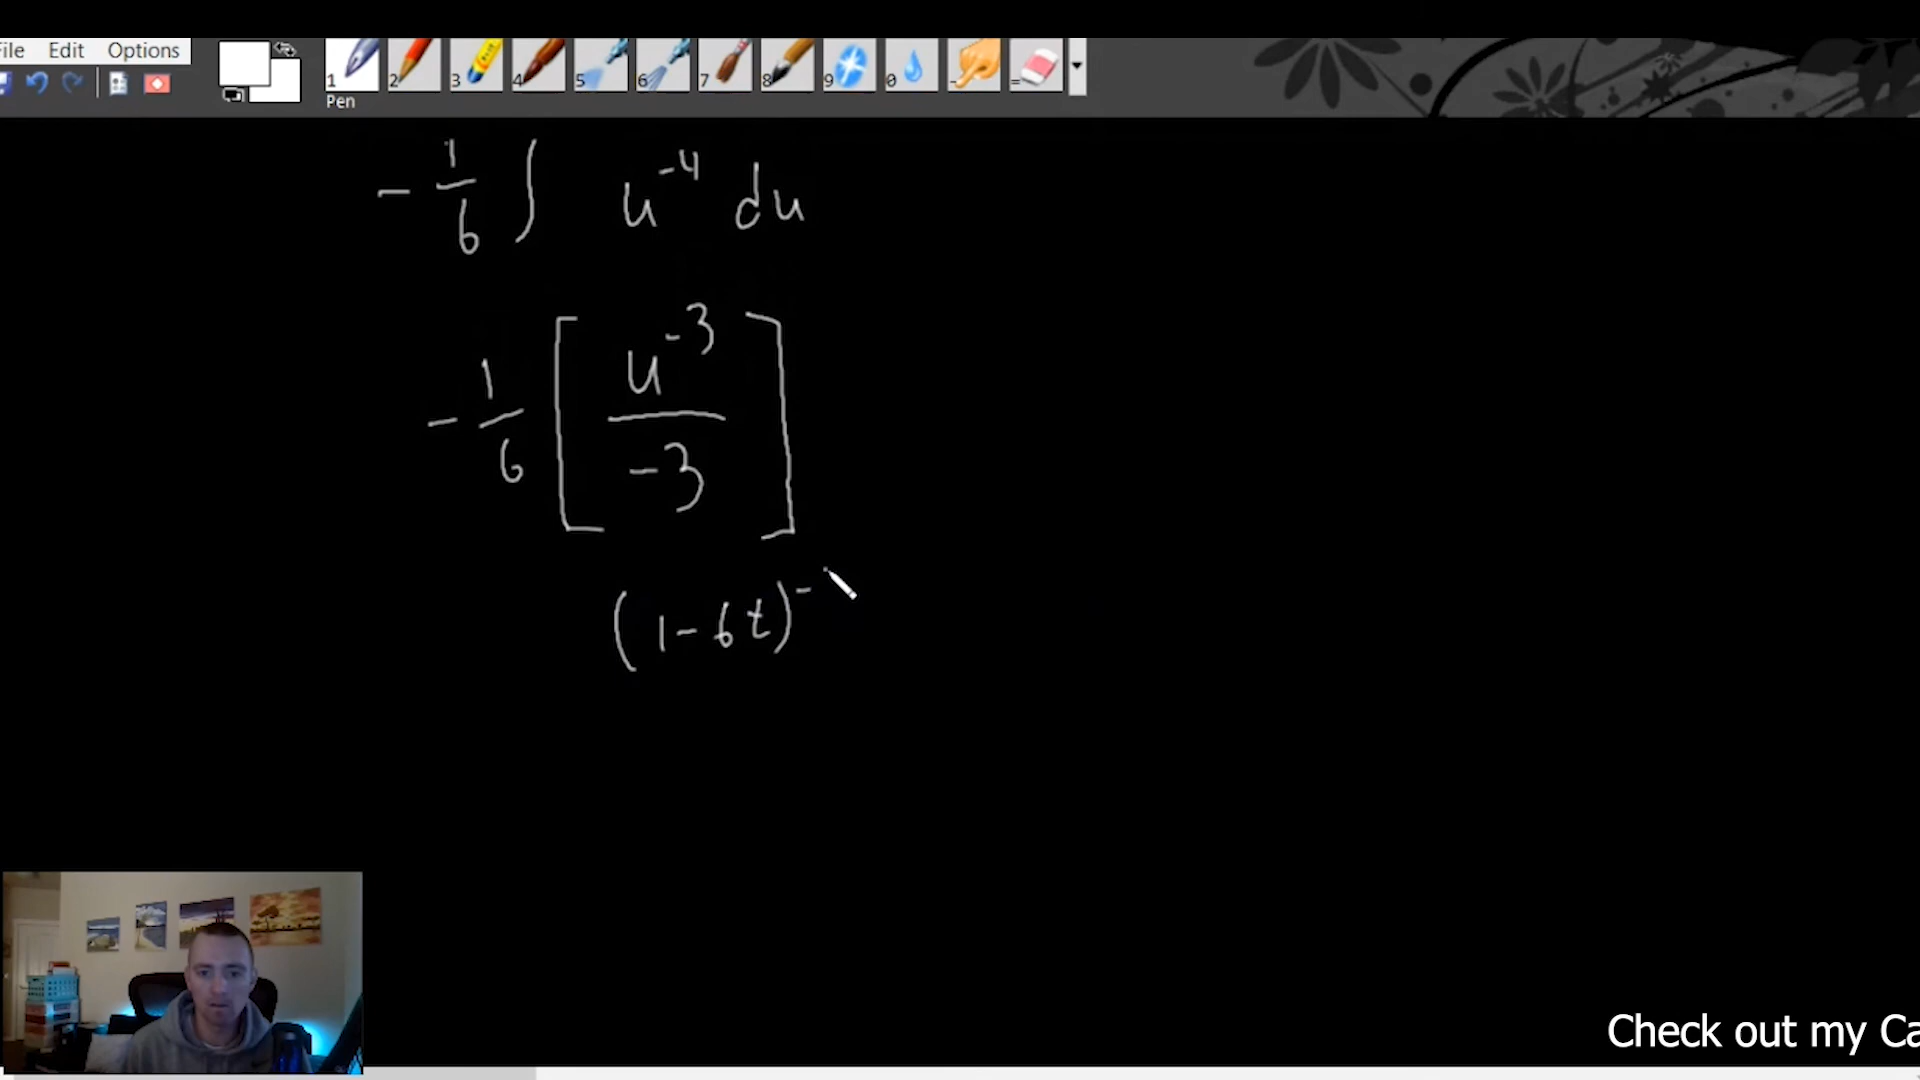 File Edit Options
1 2 3 4 5 6 7 8 9 0 - =
Pen
- 1/6 ∫ u^-4 du
- 1/6 [ u^-3 / -3 ]
(1-6t)^-
Check out my Ca